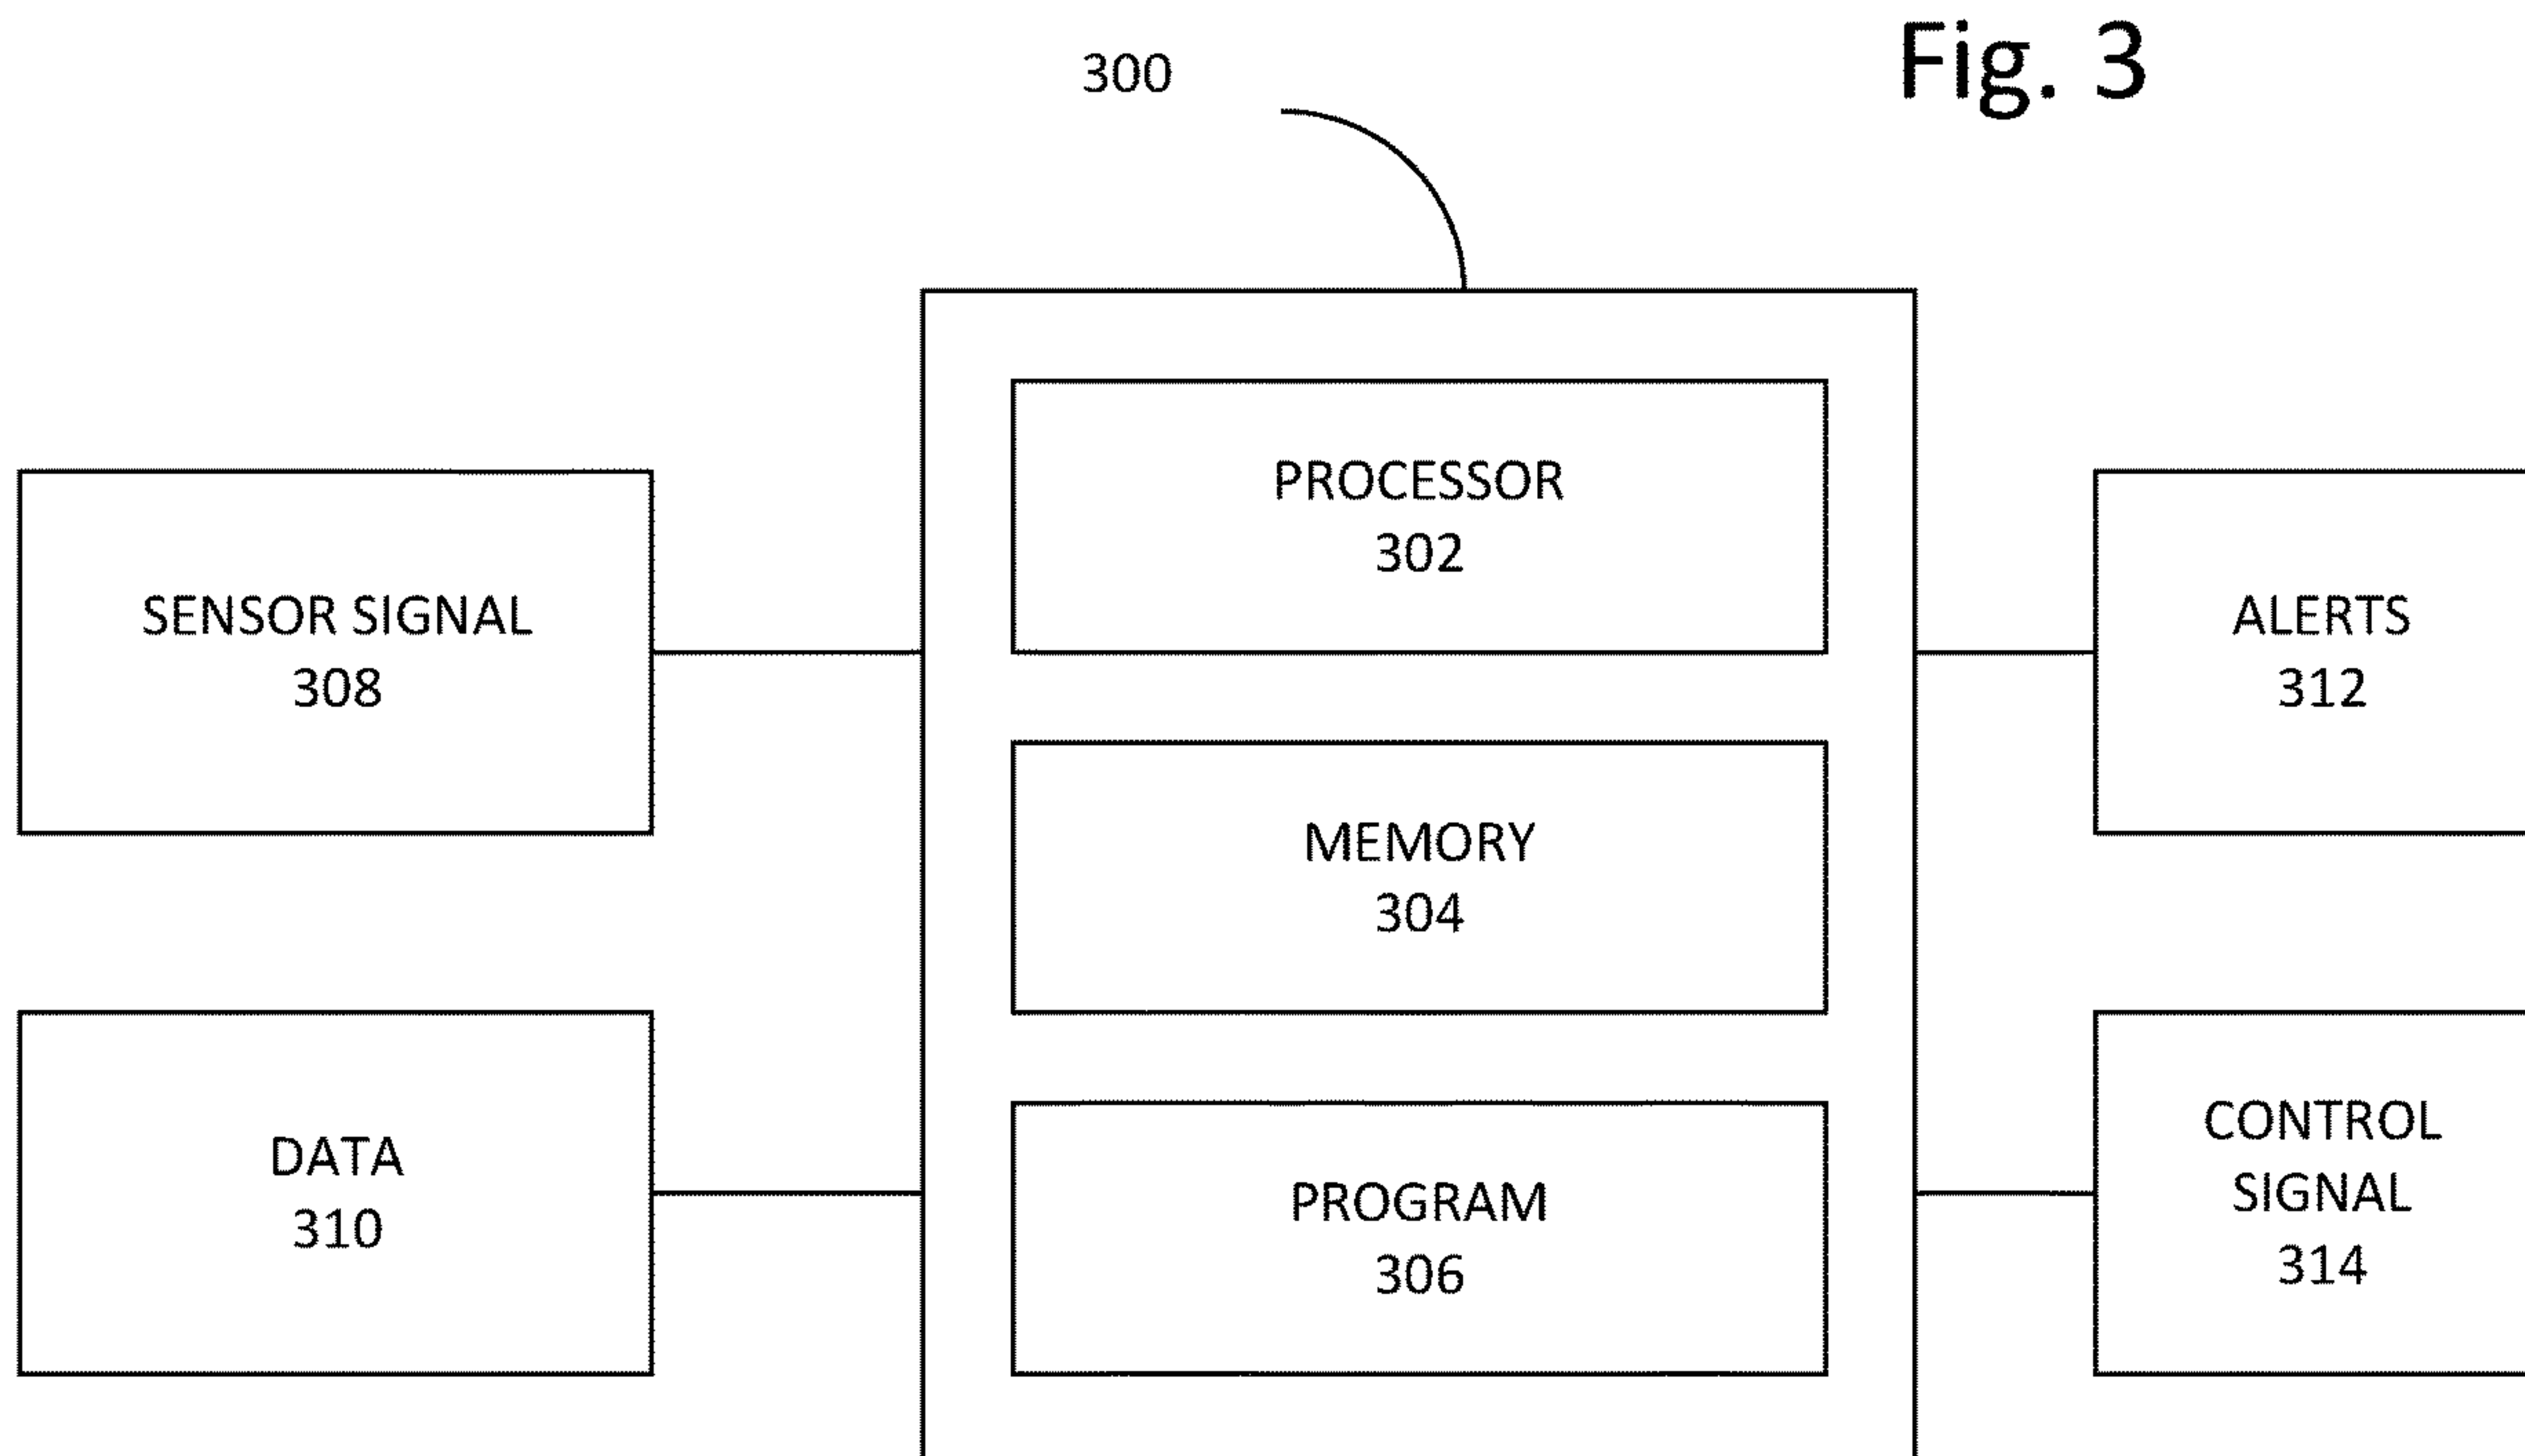 Fig. 3
300
PROCESSOR
302
SENSOR SIGNAL
308
ALERTS
312
MEMORY
304
DATA
310
PROGRAM
306
CONTROL
SIGNAL
314